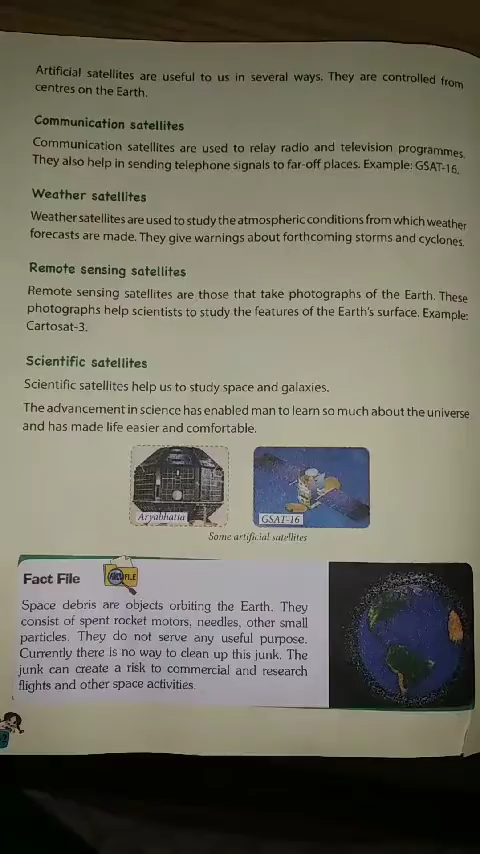 Artificial satellites are useful to us in several ways. They are controlled from
centres on the Earth.
Communication satellites
Communication satellites are used to relay radio and television programmes.
They also help in sending telephone signals to far-off places. Example: GSAT-16.
Weather satellites
Weather satellites are used to study the atmospheric conditions from which weather
forecasts are made. They give warnings about forthcoming storms and cyclones.
Remote sensing satellites
Remote sensing satellites are those that take photographs of the Earth. These
photographs help scientists to study the features of the Earth's surface. Example:
Cartosat-3.
Scientific satellites
Scientific satellites help us to study space and galaxies.
The advancement in science has enabled man to learn so much about the universe
and has made life easier and comfortable.
Aryabhatta
GSAT-16
Some artificial satellites
Fact File
Space debris are objects orbiting the Earth. They
consist of spent rocket motors, needles, other small
particles. They do not serve any useful purpose.
Currently there is no way to clean up this junk. The
junk can create a risk to commercial and research
flights and other space activities.